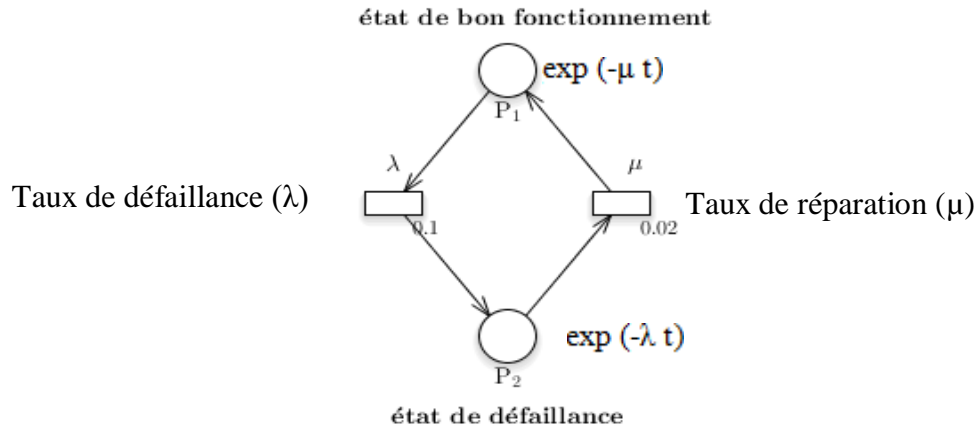 état de bon fonctionnement
exp (-µ t)
P1
λ
μ
Taux de défaillance (λ)
Taux de réparation (µ)
0.1
0.02
exp (-λ t)
P2
état de défaillance